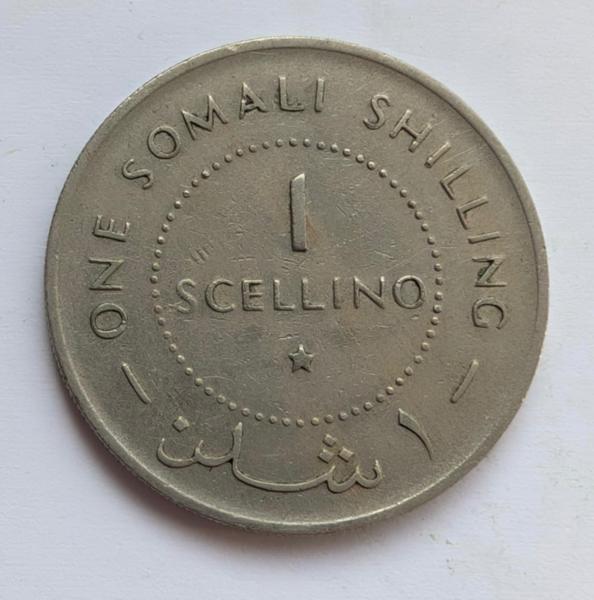 ONE SOMALI SHILLING
1
SCELLINO
١ شلن